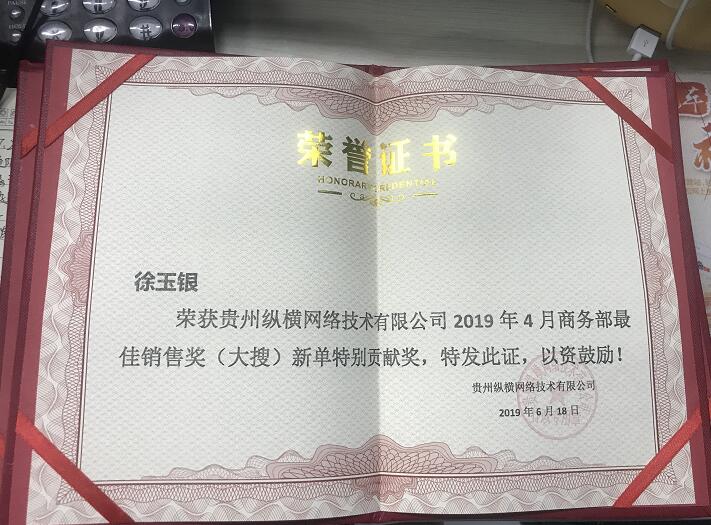 荣誉证书
HONORARY CREDENTIAL
徐玉银
荣获贵州纵横网络技术有限公司 2019 年 4 月商务部最
佳销售奖（大搜）新单特别贡献奖，特发此证，以资鼓励！
贵州纵横网络技术有限公司
2019 年 6 月 18 日